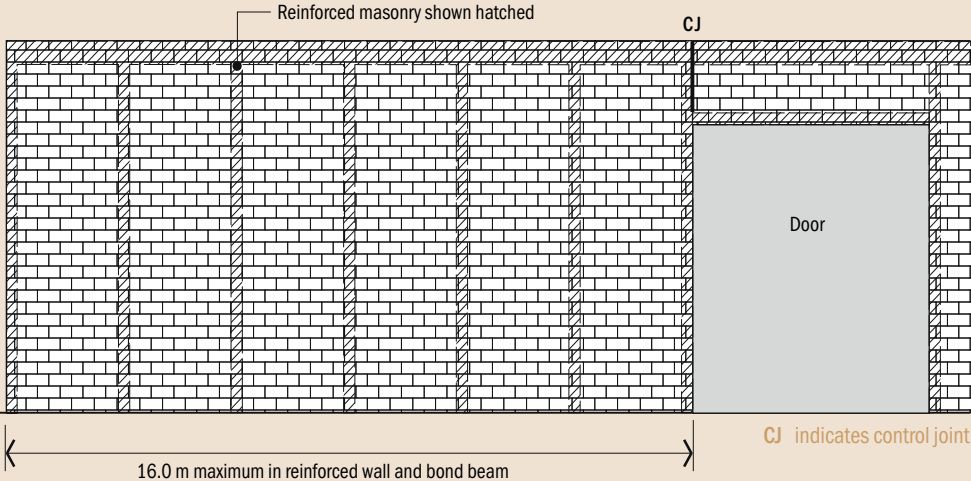 Reinforced masonry shown hatched
CJ
Door
CJ indicates control joint
16.0 m maximum in reinforced wall and bond beam